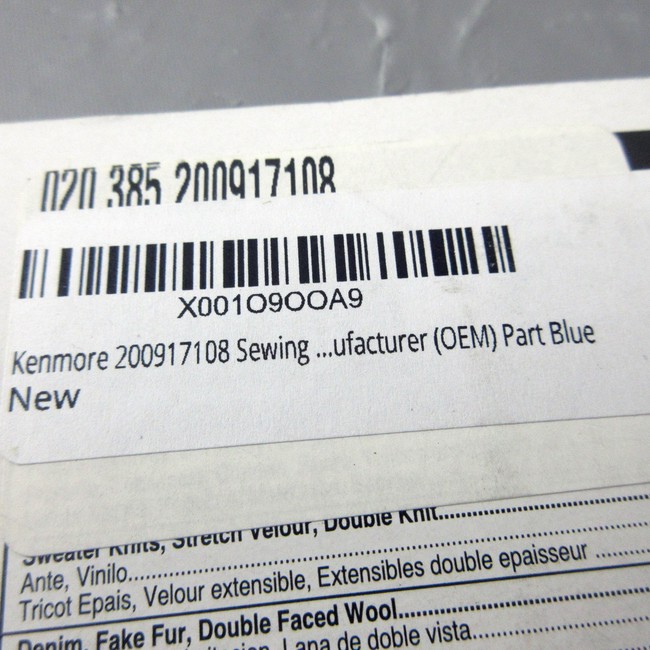 020 385 200917108
X001O9OOA9
Kenmore 200917108 Sewing ...ufacturer (OEM) Part Blue
New
Sweater Knits, Stretch Velour, Double Knit
Ante, Vinilo
Tricot Epais, Velour extensible, Extensibles double epaisseur
Denim, Fake Fur, Double Faced Wool
Lana de doble vista